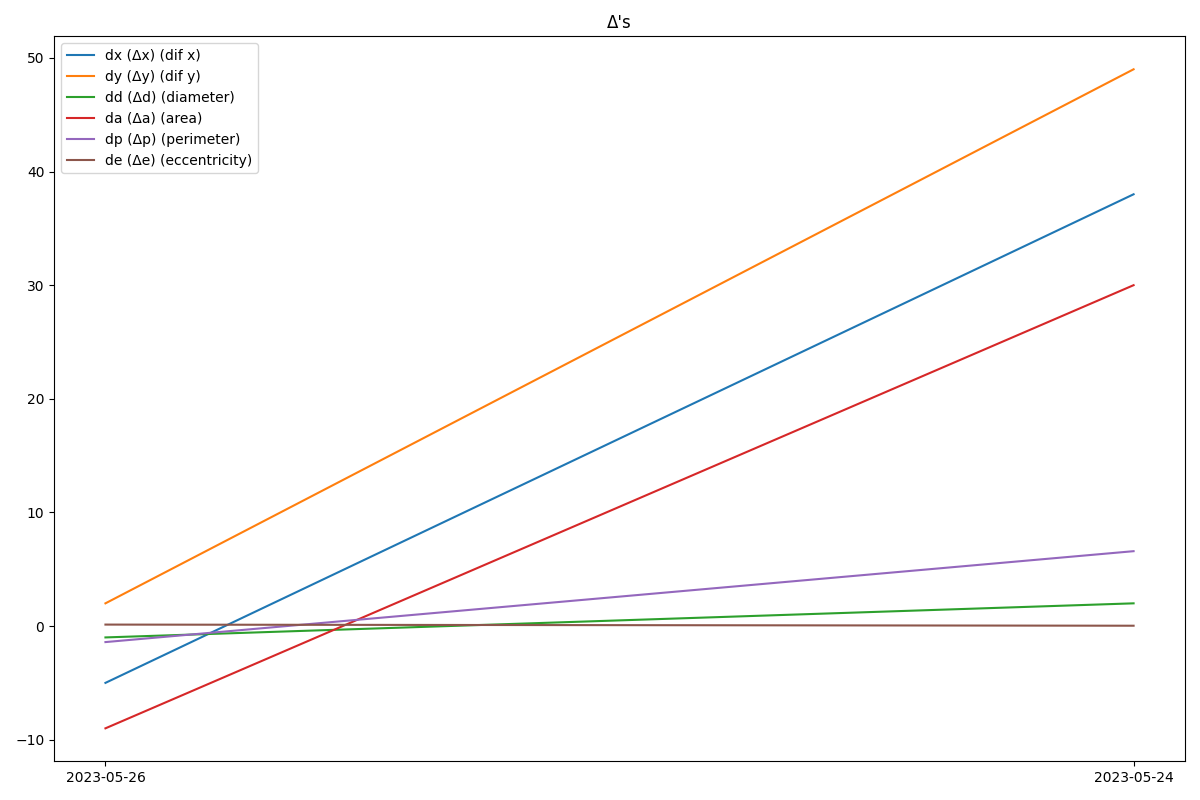 Δ's
dx (Δx) (dif x)
dy (Δy) (dif y)
dd (Δd) (diameter)
da (Δa) (area)
dp (Δp) (perimeter)
de (Δe) (eccentricity)
50
40
30
20
10
0
−10
2023-05-26 2023-05-24